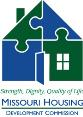 Strength, Dignity, Quality of Life
MISSOURI HOUSING
DEVELOPMENT COMMISSION